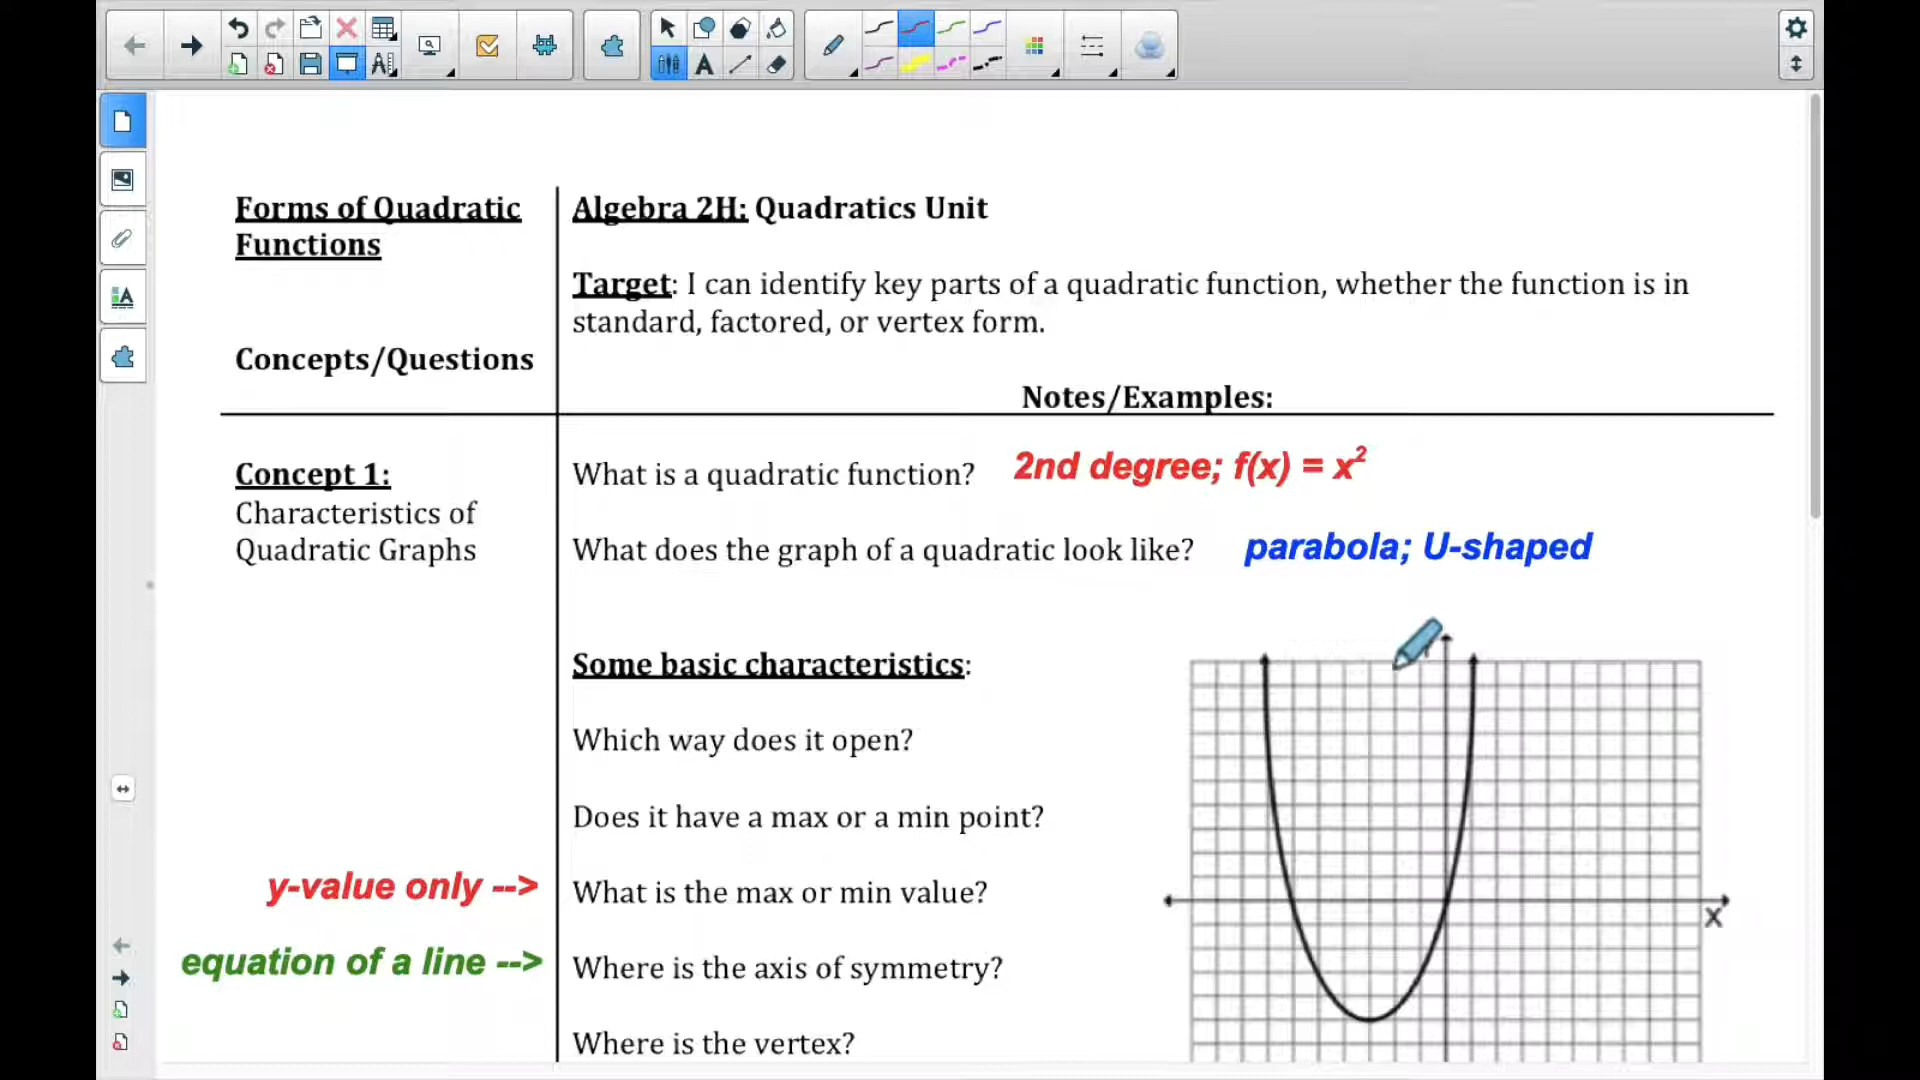 Forms of Quadratic
Functions
Algebra 2H: Quadratics Unit
Target: I can identify key parts of a quadratic function, whether the function is in
standard, factored, or vertex form.
Concepts/Questions
Notes/Examples:
Concept 1:
Characteristics of
Quadratic Graphs
What is a quadratic function? 2nd degree; f(x) = x²
What does the graph of a quadratic look like? parabola; U-shaped
Some basic characteristics:
Which way does it open?
Does it have a max or a min point?
y-value only --> What is the max or min value?
equation of a line --> Where is the axis of symmetry?
Where is the vertex?
X